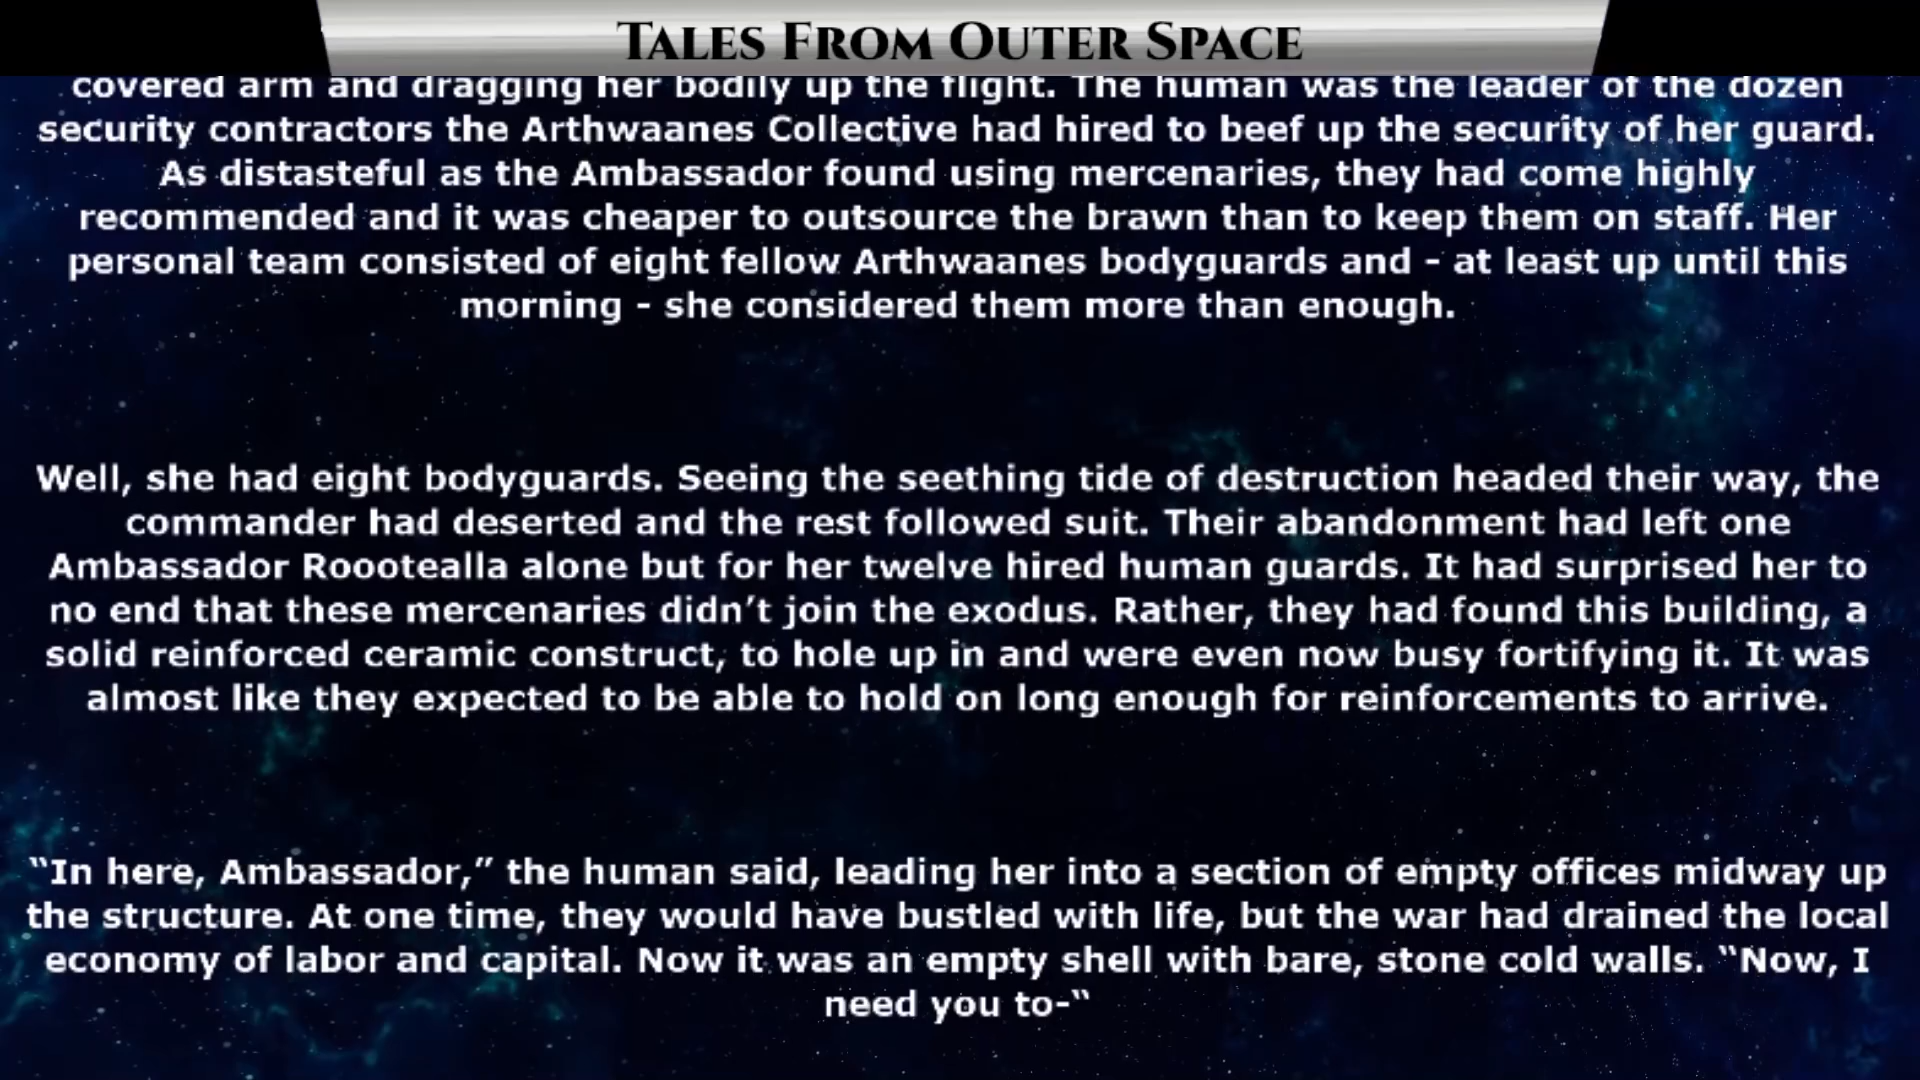 Tales From Outer Space
covered arm and dragging her bodily up the flight. The human was the leader of the dozen
security contractors the Arthwaanes Collective had hired to beef up the security of her guard.
As distasteful as the Ambassador found using mercenaries, they had come highly
recommended and it was cheaper to outsource the brawn than to keep them on staff. Her
personal team consisted of eight fellow Arthwaanes bodyguards and - at least up until this
morning - she considered them more than enough.
Well, she had eight bodyguards. Seeing the seething tide of destruction headed their way, the
commander had deserted and the rest followed suit. Their abandonment had left one
Ambassador Roootealla alone but for her twelve hired human guards. It had surprised her to
no end that these mercenaries didn’t join the exodus. Rather, they had found this building, a
solid reinforced ceramic construct, to hole up in and were even now busy fortifying it. It was
almost like they expected to be able to hold on long enough for reinforcements to arrive.
“In here, Ambassador,” the human said, leading her into a section of empty offices midway up
the structure. At one time, they would have bustled with life, but the war had drained the local
economy of labor and capital. Now it was an empty shell with bare, stone cold walls. “Now, I
need you to-“